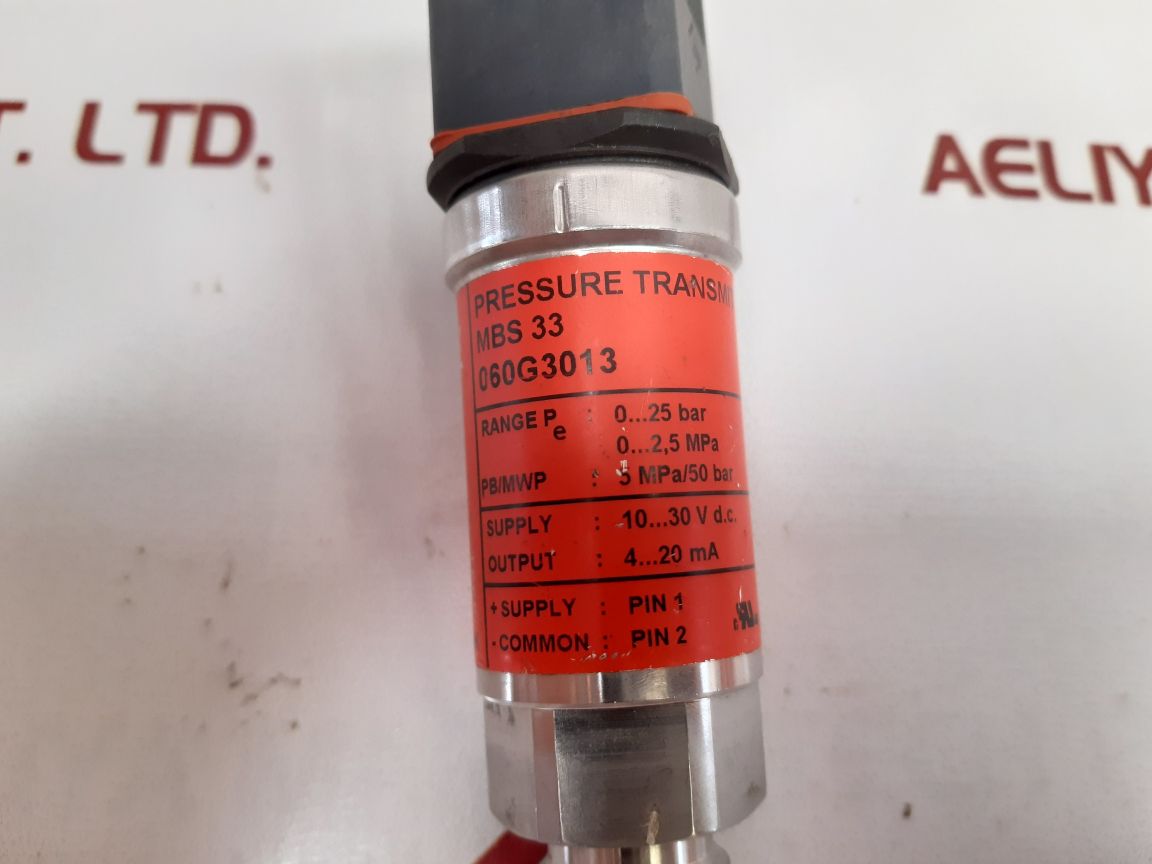 T. LTD.
AELIY
PRESSURE TRANSMIT
MBS 33
060G3013
RANGE Pe : 0...25 bar
0...2,5 MPa
PB/MWP : 5 MPa/50 bar
SUPPLY : 10...30 V d.c.
OUTPUT : 4...20 mA
+SUPPLY : PIN 1
-COMMON : PIN 2